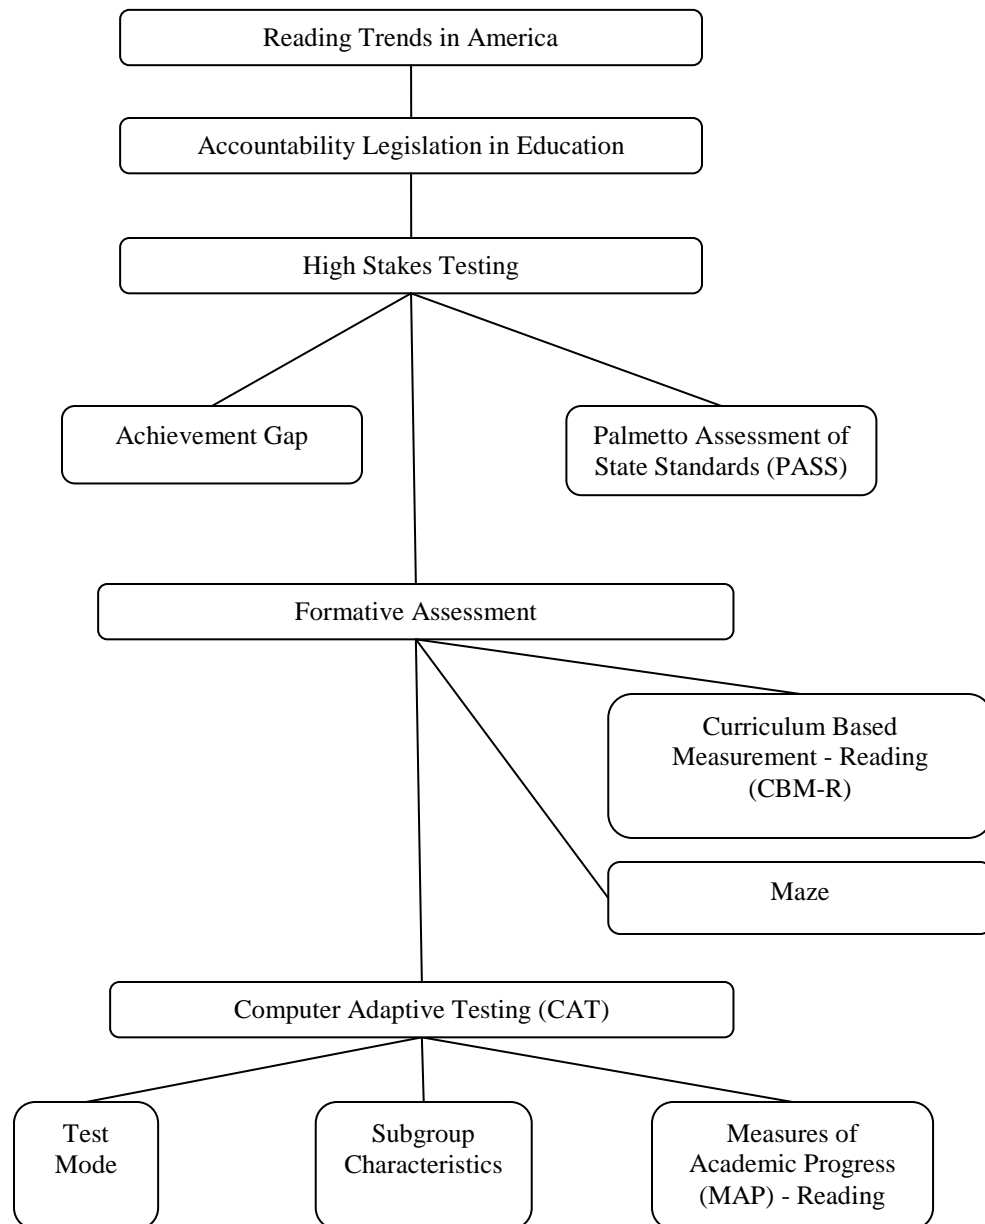 Reading Trends in America
Accountability Legislation in Education
High Stakes Testing
Achievement Gap
Palmetto Assessment of
State Standards (PASS)
Formative Assessment
Curriculum Based
Measurement - Reading
(CBM-R)
Maze
Computer Adaptive Testing (CAT)
Test
Mode
Subgroup
Characteristics
Measures of
Academic Progress
(MAP) - Reading